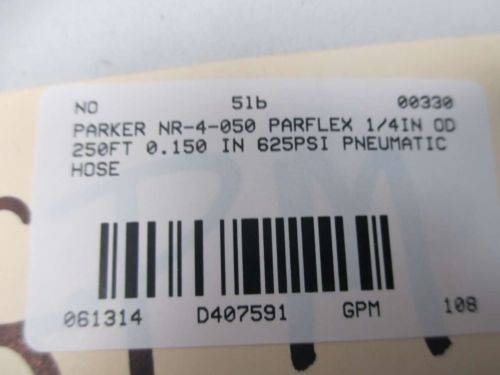 NO 51b 00330
PARKER NR-4-050 PARFLEX 1/4IN OD
250FT 0.150 IN 625PSI PNEUMATIC
HOSE
061314 D407591 GPM 108